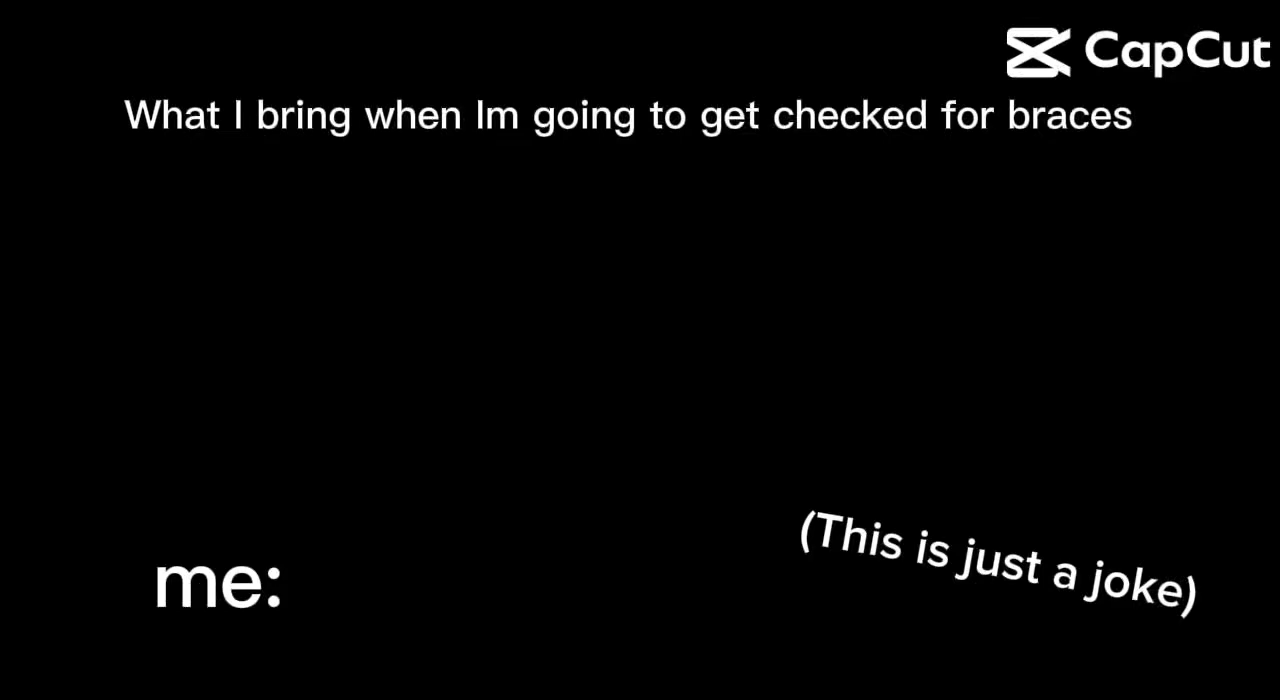 CapCut
What I bring when Im going to get checked for braces
(This is just a joke)
me: